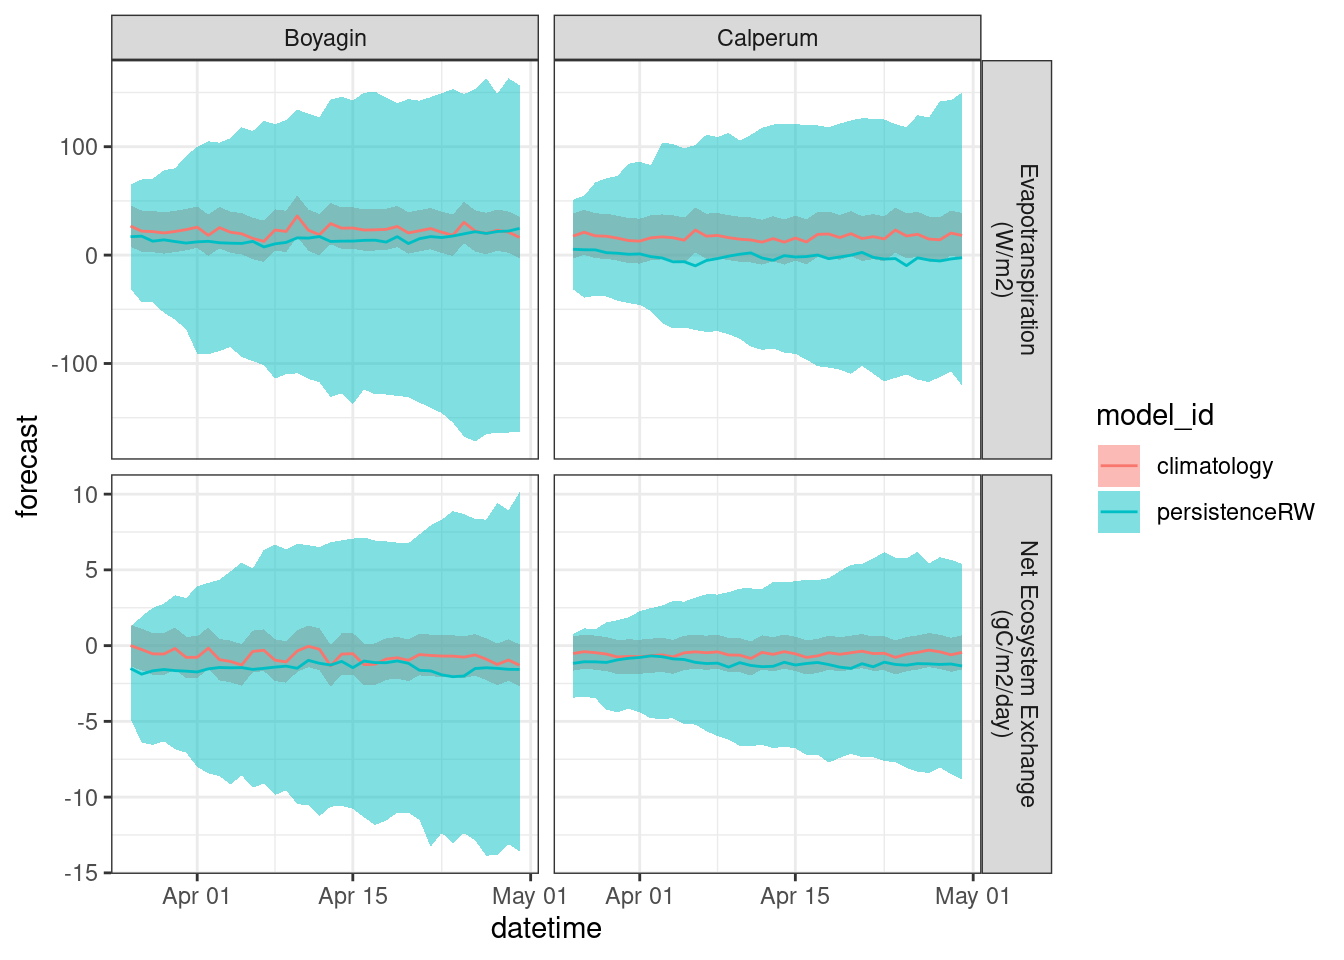 Boyagin
Calperum
100
0
-100
Evapotranspiration
(W/m2)
forecast
10
5
0
-5
-10
-15
Net Ecosystem Exchange
(gC/m2/day)
Apr 01
Apr 15
May 01
Apr 01
Apr 15
May 01
datetime
model_id
climatology
persistenceRW